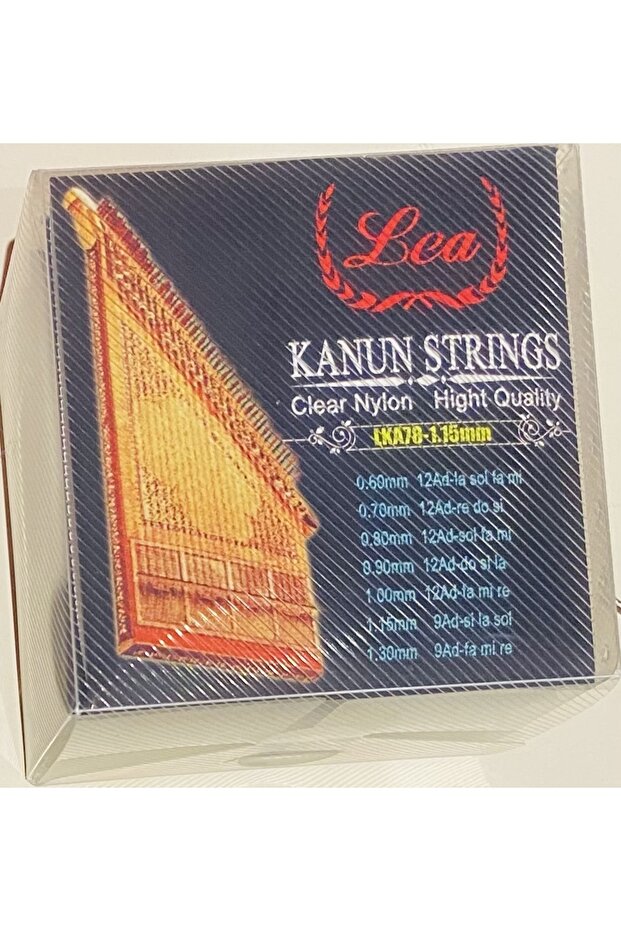 Lea
KANUN STRINGS
Clear Nylon Hight Quality
LKA78-1.15mm
0.60mm 12Ad-la sol fa mi
0.70mm 12Ad-re do si
0.80mm 12Ad-sol fa mi
0.90mm 12Ad-do si la
1.00mm 12Ad-fa mi re
1.15mm 9Ad-si la sol
1.30mm 9Ad-fa mi re